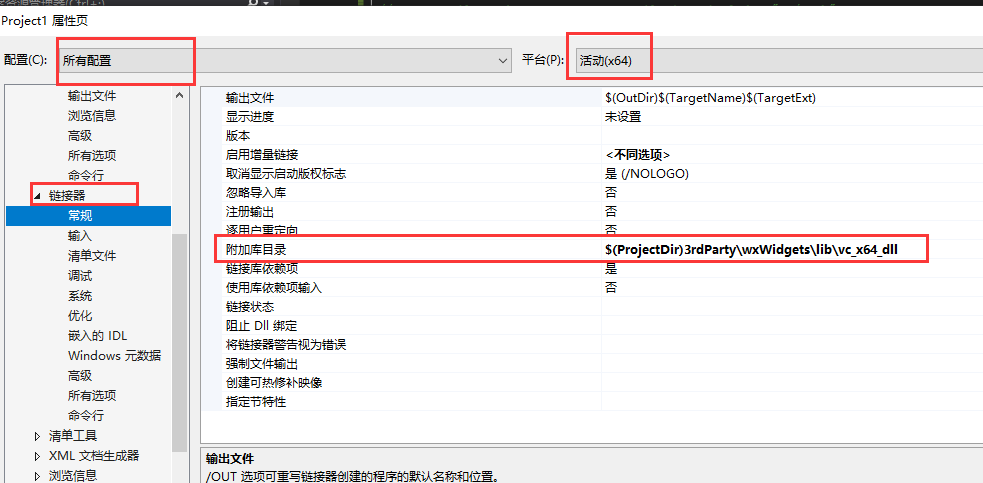 Project1 属性页
配置(C):
所有配置
平台(P):
活动(x64)
输出文件
浏览信息
高级
所有选项
命令行
链接器
常规
输入
清单文件
调试
系统
优化
嵌入的 IDL
Windows 元数据
高级
所有选项
命令行
清单工具
XML 文档生成器
浏览信息
输出文件 $(OutDir)$(TargetName)$(TargetExt)
显示进度 未设置
版本
启用增量链接 <不同选项>
取消显示启动版权标志 是 (/NOLOGO)
忽略导入库 否
注册输出 否
逐用户重定向 否
附加库目录 $(ProjectDir)3rdParty\wxWidgets\lib\vc_x64_dll
链接库依赖项 是
使用库依赖项输入 否
链接状态
阻止 Dll 绑定
将链接器警告视为错误
强制文件输出
创建可热修补映像
指定节特性
输出文件
/OUT 选项可重写链接器创建的程序的默认名称和位置。